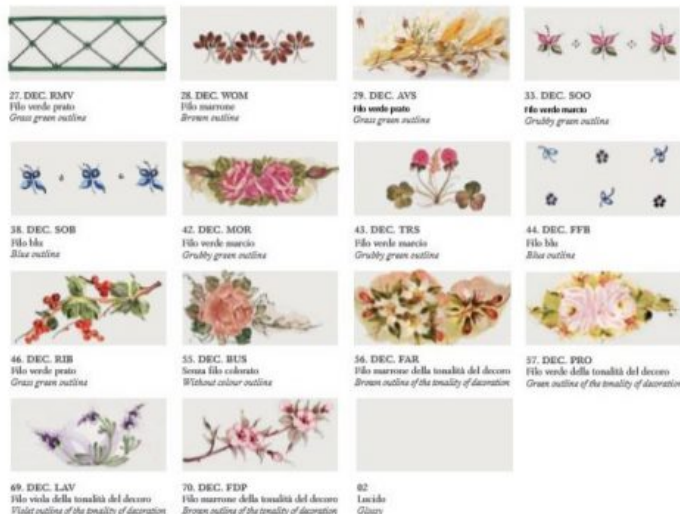 27. DEC. RMV
Filo verde prato
Grass green outline
28. DEC. WOM
Filo marrone
Brown outline
29. DEC. AVS
Filo verde prato
Grass green outline
33. DEC. SOO
Filo verde marcio
Grubby green outline
38. DEC. SOB
Filo blu
Blue outline
42. DEC. MOR
Filo verde marcio
Grubby green outline
43. DEC. TRS
Filo verde marcio
Grubby green outline
44. DEC. FFB
Filo blu
Blue outline
46. DEC. RIB
Filo verde prato
Grass green outline
55. DEC. BUS
Senza filo colorato
Without colour outline
56. DEC. FAR
Filo marrone della tonalità del decoro
Brown outline of the tonality of decoration
57. DEC. PRO
Filo verde della tonalità del decoro
Green outline of the tonality of decoration
69. DEC. LAV
Filo viola della tonalità del decoro
Violet outline of the tonality of decoration
70. DEC. FDP
Filo marrone della tonalità del decoro
Brown outline of the tonality of decoration
02
Lucido
Glossy